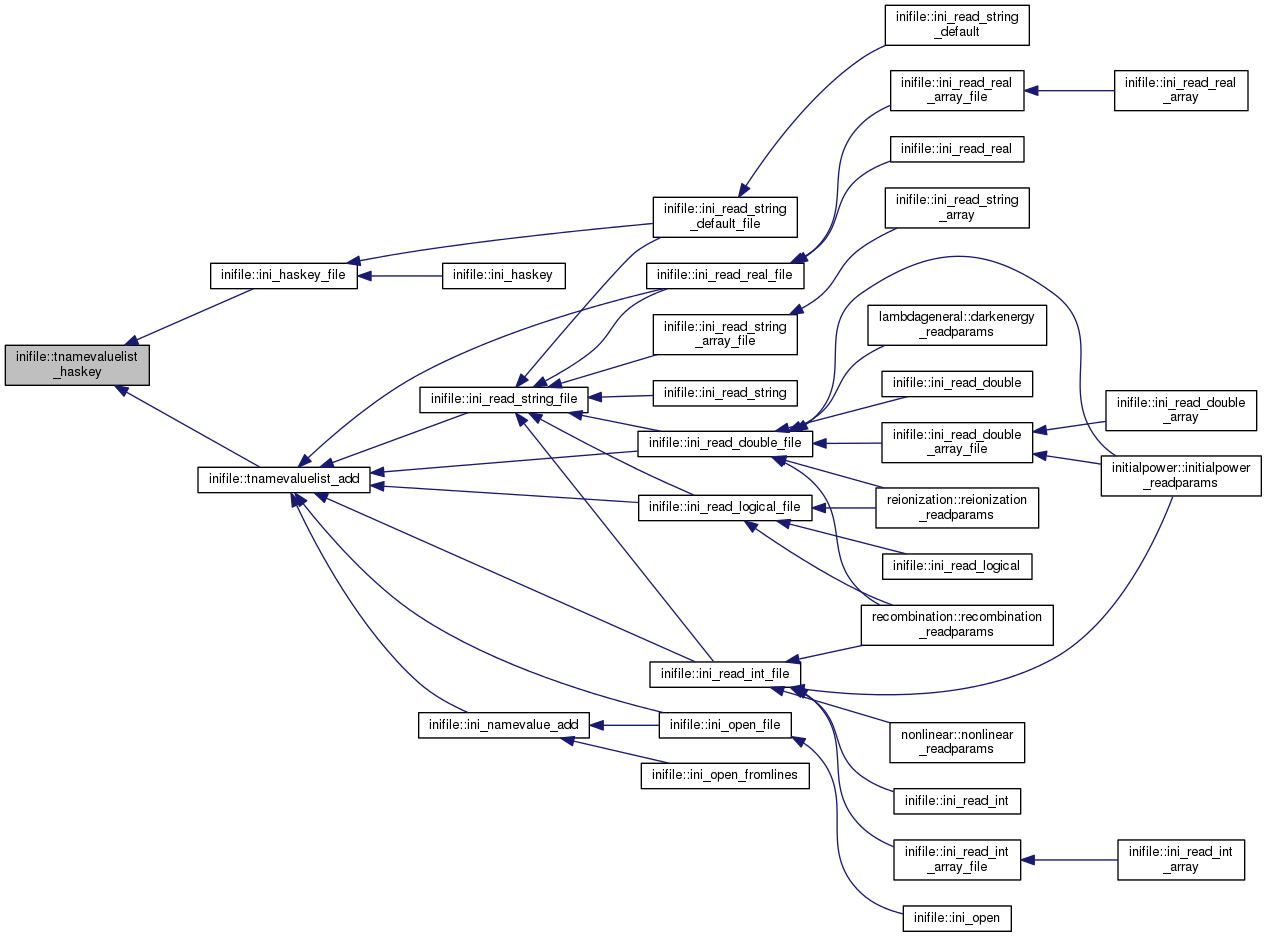 inifile::tnamevaluelist
_haskey
inifile::ini_haskey_file
inifile::tnamevaluelist_add
inifile::ini_haskey
inifile::ini_read_string_file
inifile::ini_namevalue_add
inifile::ini_read_string
_default_file
inifile::ini_read_real_file
inifile::ini_read_string
_array_file
inifile::ini_read_string
inifile::ini_read_double_file
inifile::ini_read_logical_file
inifile::ini_read_int_file
inifile::ini_open_file
inifile::ini_open_fromlines
inifile::ini_read_string
_default
inifile::ini_read_real
_array_file
inifile::ini_read_real
inifile::ini_read_string
_array
lambdageneral::darkenergy
_readparams
inifile::ini_read_double
inifile::ini_read_double
_array_file
reionization::reionization
_readparams
inifile::ini_read_logical
recombination::recombination
_readparams
nonlinear::nonlinear
_readparams
inifile::ini_read_int
inifile::ini_read_int
_array_file
inifile::ini_open
inifile::ini_read_real
_array
inifile::ini_read_double
_array
initialpower::initialpower
_readparams
inifile::ini_read_int
_array